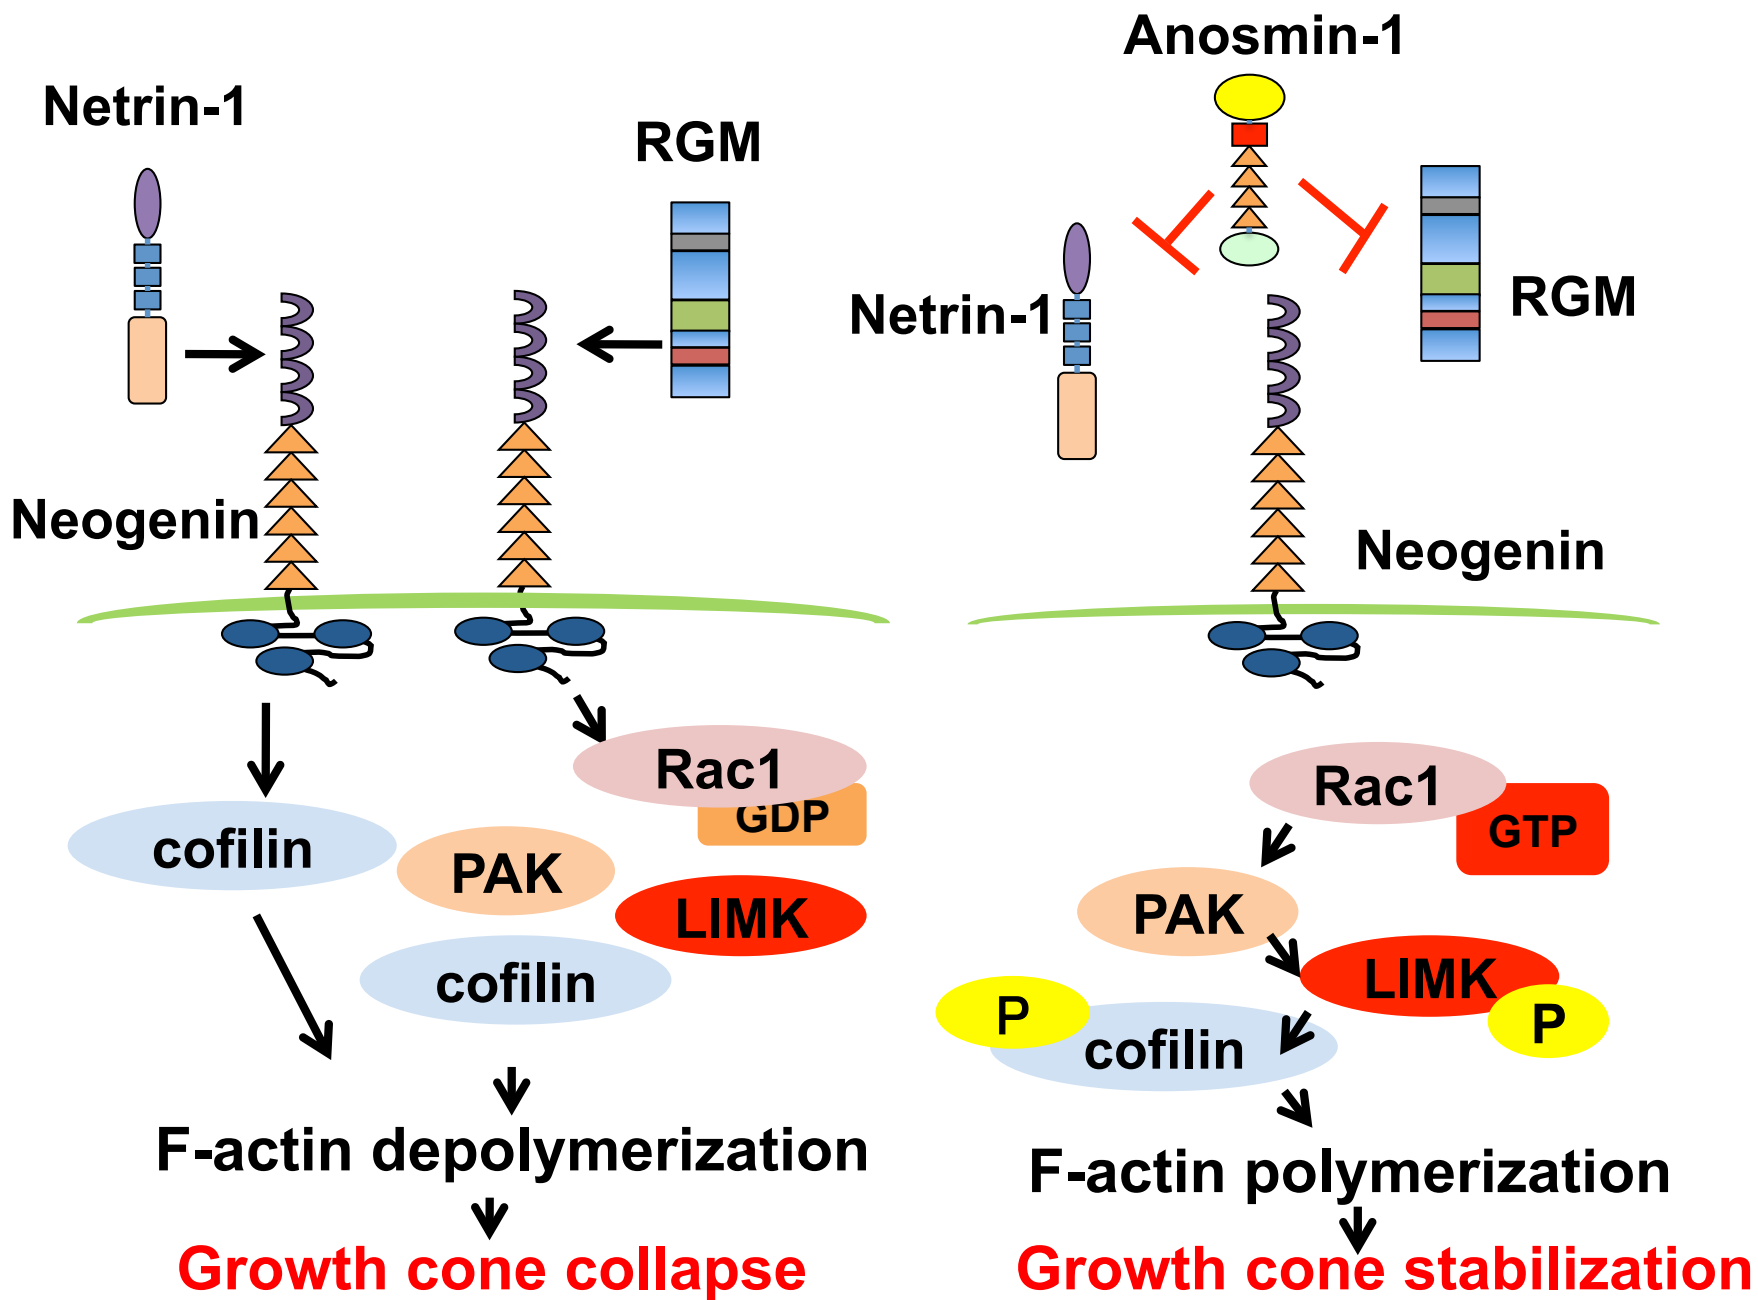 Netrin-1
RGM
Neogenin
cofilin
Rac1
GDP
PAK
LIMK
cofilin
F-actin depolymerization
Growth cone collapse
Anosmin-1
Netrin-1
RGM
Neogenin
Rac1
GTP
PAK
LIMK
P
P
cofilin
F-actin polymerization
Growth cone stabilization